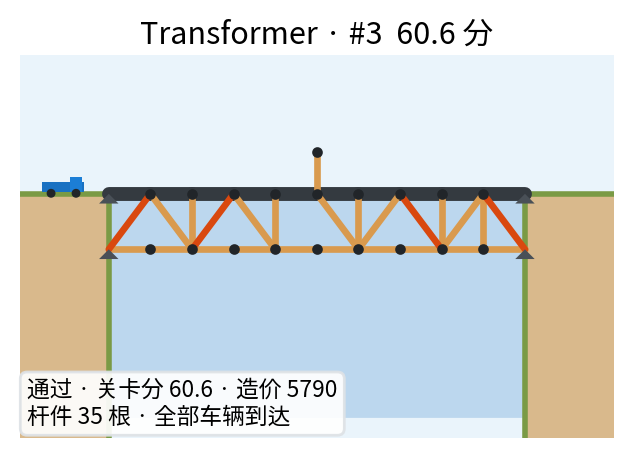 Transformer · #3 60.6 分
通过 · 关卡分 60.6 · 造价 5790
杆件 35 根 · 全部车辆到达